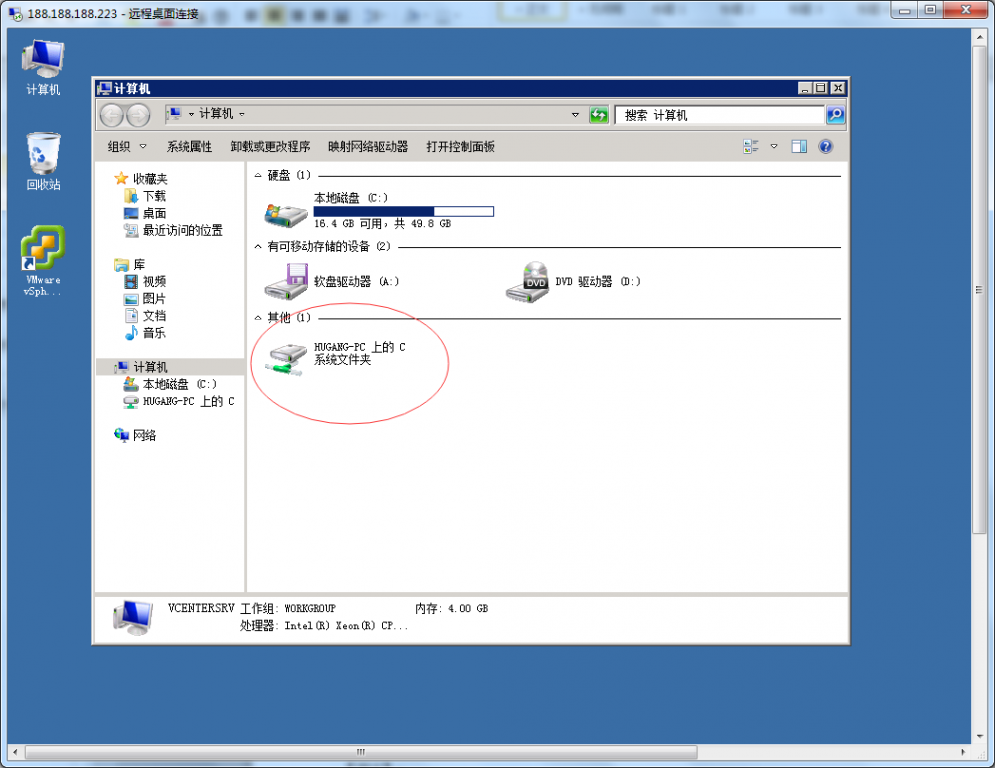 188.188.188.223 - 远程桌面连接
计算机
回收站
VMware
vSph...
计算机
计算机
搜索 计算机
组织 系统属性 卸载或更改程序 映射网络驱动器 打开控制面板
收藏夹
下载
桌面
最近访问的位置
库
视频
图片
文档
音乐
计算机
本地磁盘 (C:)
HUGANG-PC 上的 C
网络
硬盘 (1)
本地磁盘 (C:)
16.4 GB 可用，共 49.8 GB
有可移动存储的设备 (2)
软盘驱动器 (A:)
DVD
DVD 驱动器 (D:)
其他 (1)
HUGANG-PC 上的 C
系统文件夹
VCENTERSRV 工作组: WORKGROUP 内存: 4.00 GB
处理器: Intel(R) Xeon(R) CP...